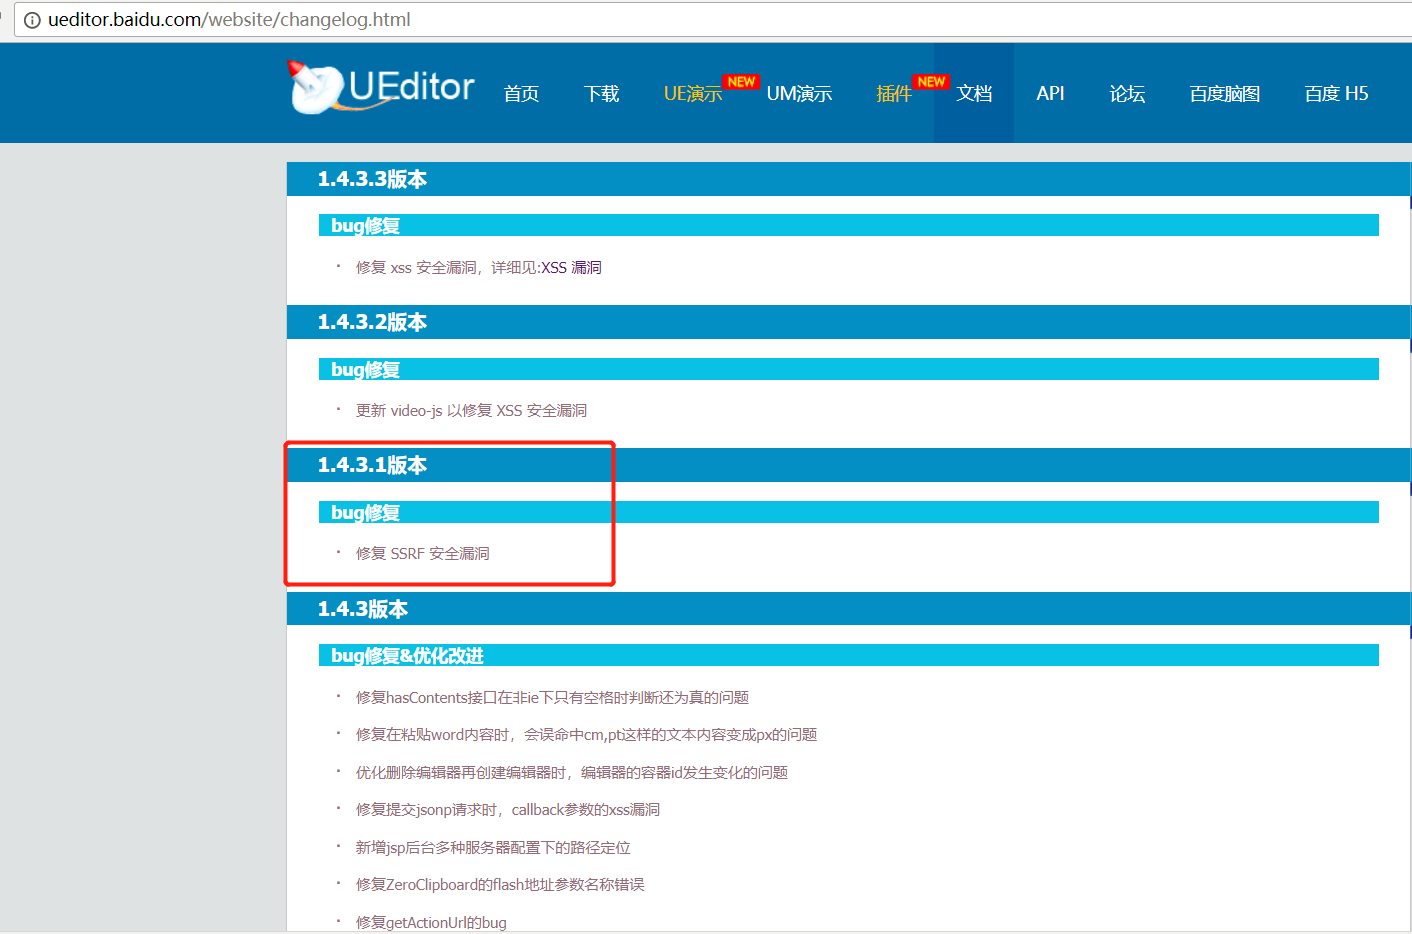 ueditor.baidu.com/website/changelog.html
UEditor 首页 下载 UE演示 NEW UM演示 插件 NEW 文档 API 论坛 百度脑图 百度 H5
1.4.3.3版本
bug修复
· 修复 xss 安全漏洞，详细见:XSS 漏洞
1.4.3.2版本
bug修复
· 更新 video-js 以修复 XSS 安全漏洞
1.4.3.1版本
bug修复
· 修复 SSRF 安全漏洞
1.4.3版本
bug修复&优化改进
· 修复hasContents接口在非ie下只有空格时判断还为真的问题
· 修复在粘贴word内容时，会误命中cm,pt这样的文本内容变成px的问题
· 优化删除编辑器再创建编辑器时，编辑器的容器id发生变化的问题
· 修复提交jsonp请求时，callback参数的xss漏洞
· 新增jsp后台多种服务器配置下的路径定位
· 修复ZeroClipboard的flash地址参数名称错误
· 修复getActionUrl的bug